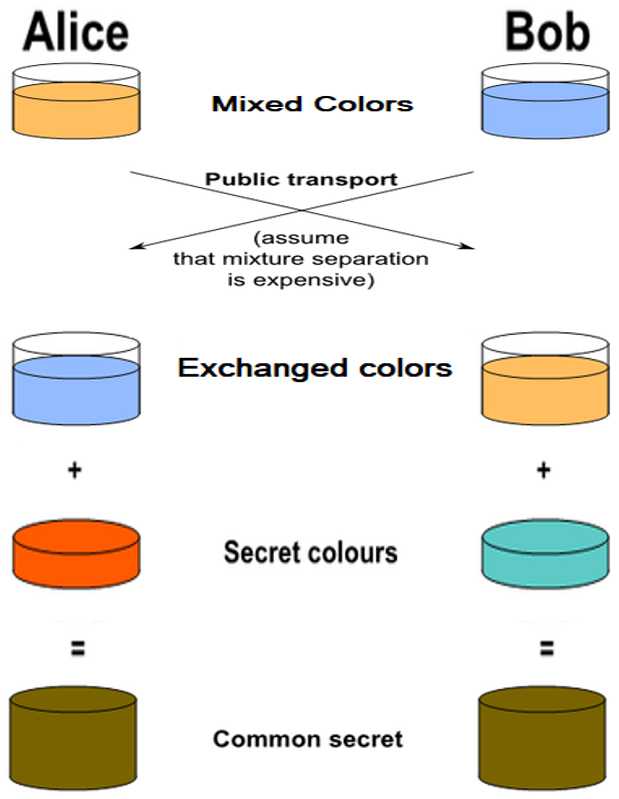 Alice Bob
Mixed Colors
Public transport
(assume
that mixture separation
is expensive)
Exchanged colors
+ +
Secret colours
= =
Common secret